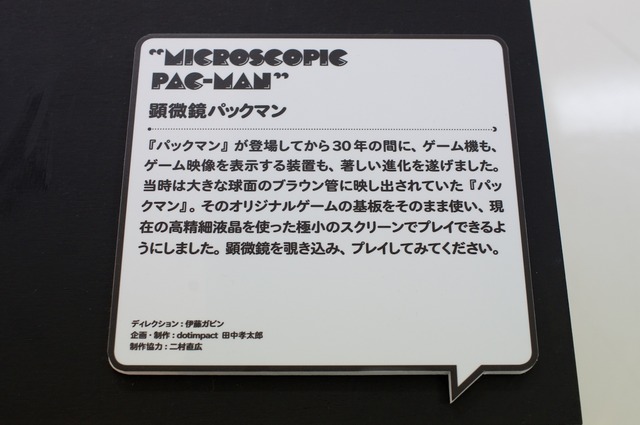 “MICROSCOPIC
PAC-MAN”
顕微鏡パックマン
『パックマン』が登場してから30年の間に、ゲーム機も、
ゲーム映像を表示する装置も、著しい進化を遂げました。
当時は大きな球面のブラウン管に映し出されていた『パッ
クマン』。そのオリジナルゲームの基板をそのまま使い、現
在の高精細液晶を使った極小のスクリーンでプレイできるよ
うにしました。顕微鏡を覗き込み、プレイしてみてください。
ディレクション：伊藤ガビン
企画・制作：dotimpact 田中孝太郎
制作協力：二村直広